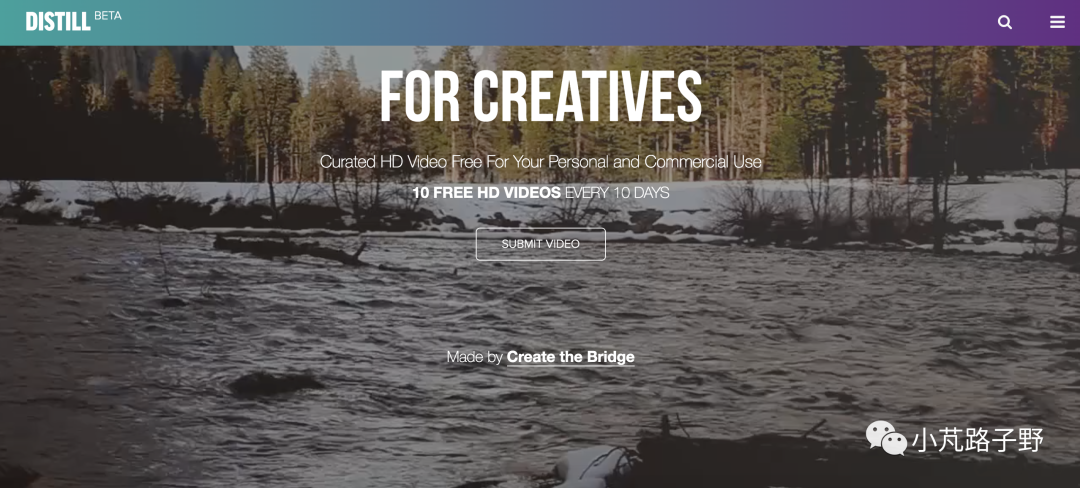 DISTILL BETA
FOR CREATIVES
Curated HD Video Free For Your Personal and Commercial Use
10 FREE HD VIDEOS EVERY 10 DAYS
SUBMIT VIDEO
Made by Create the Bridge
小芃路子野